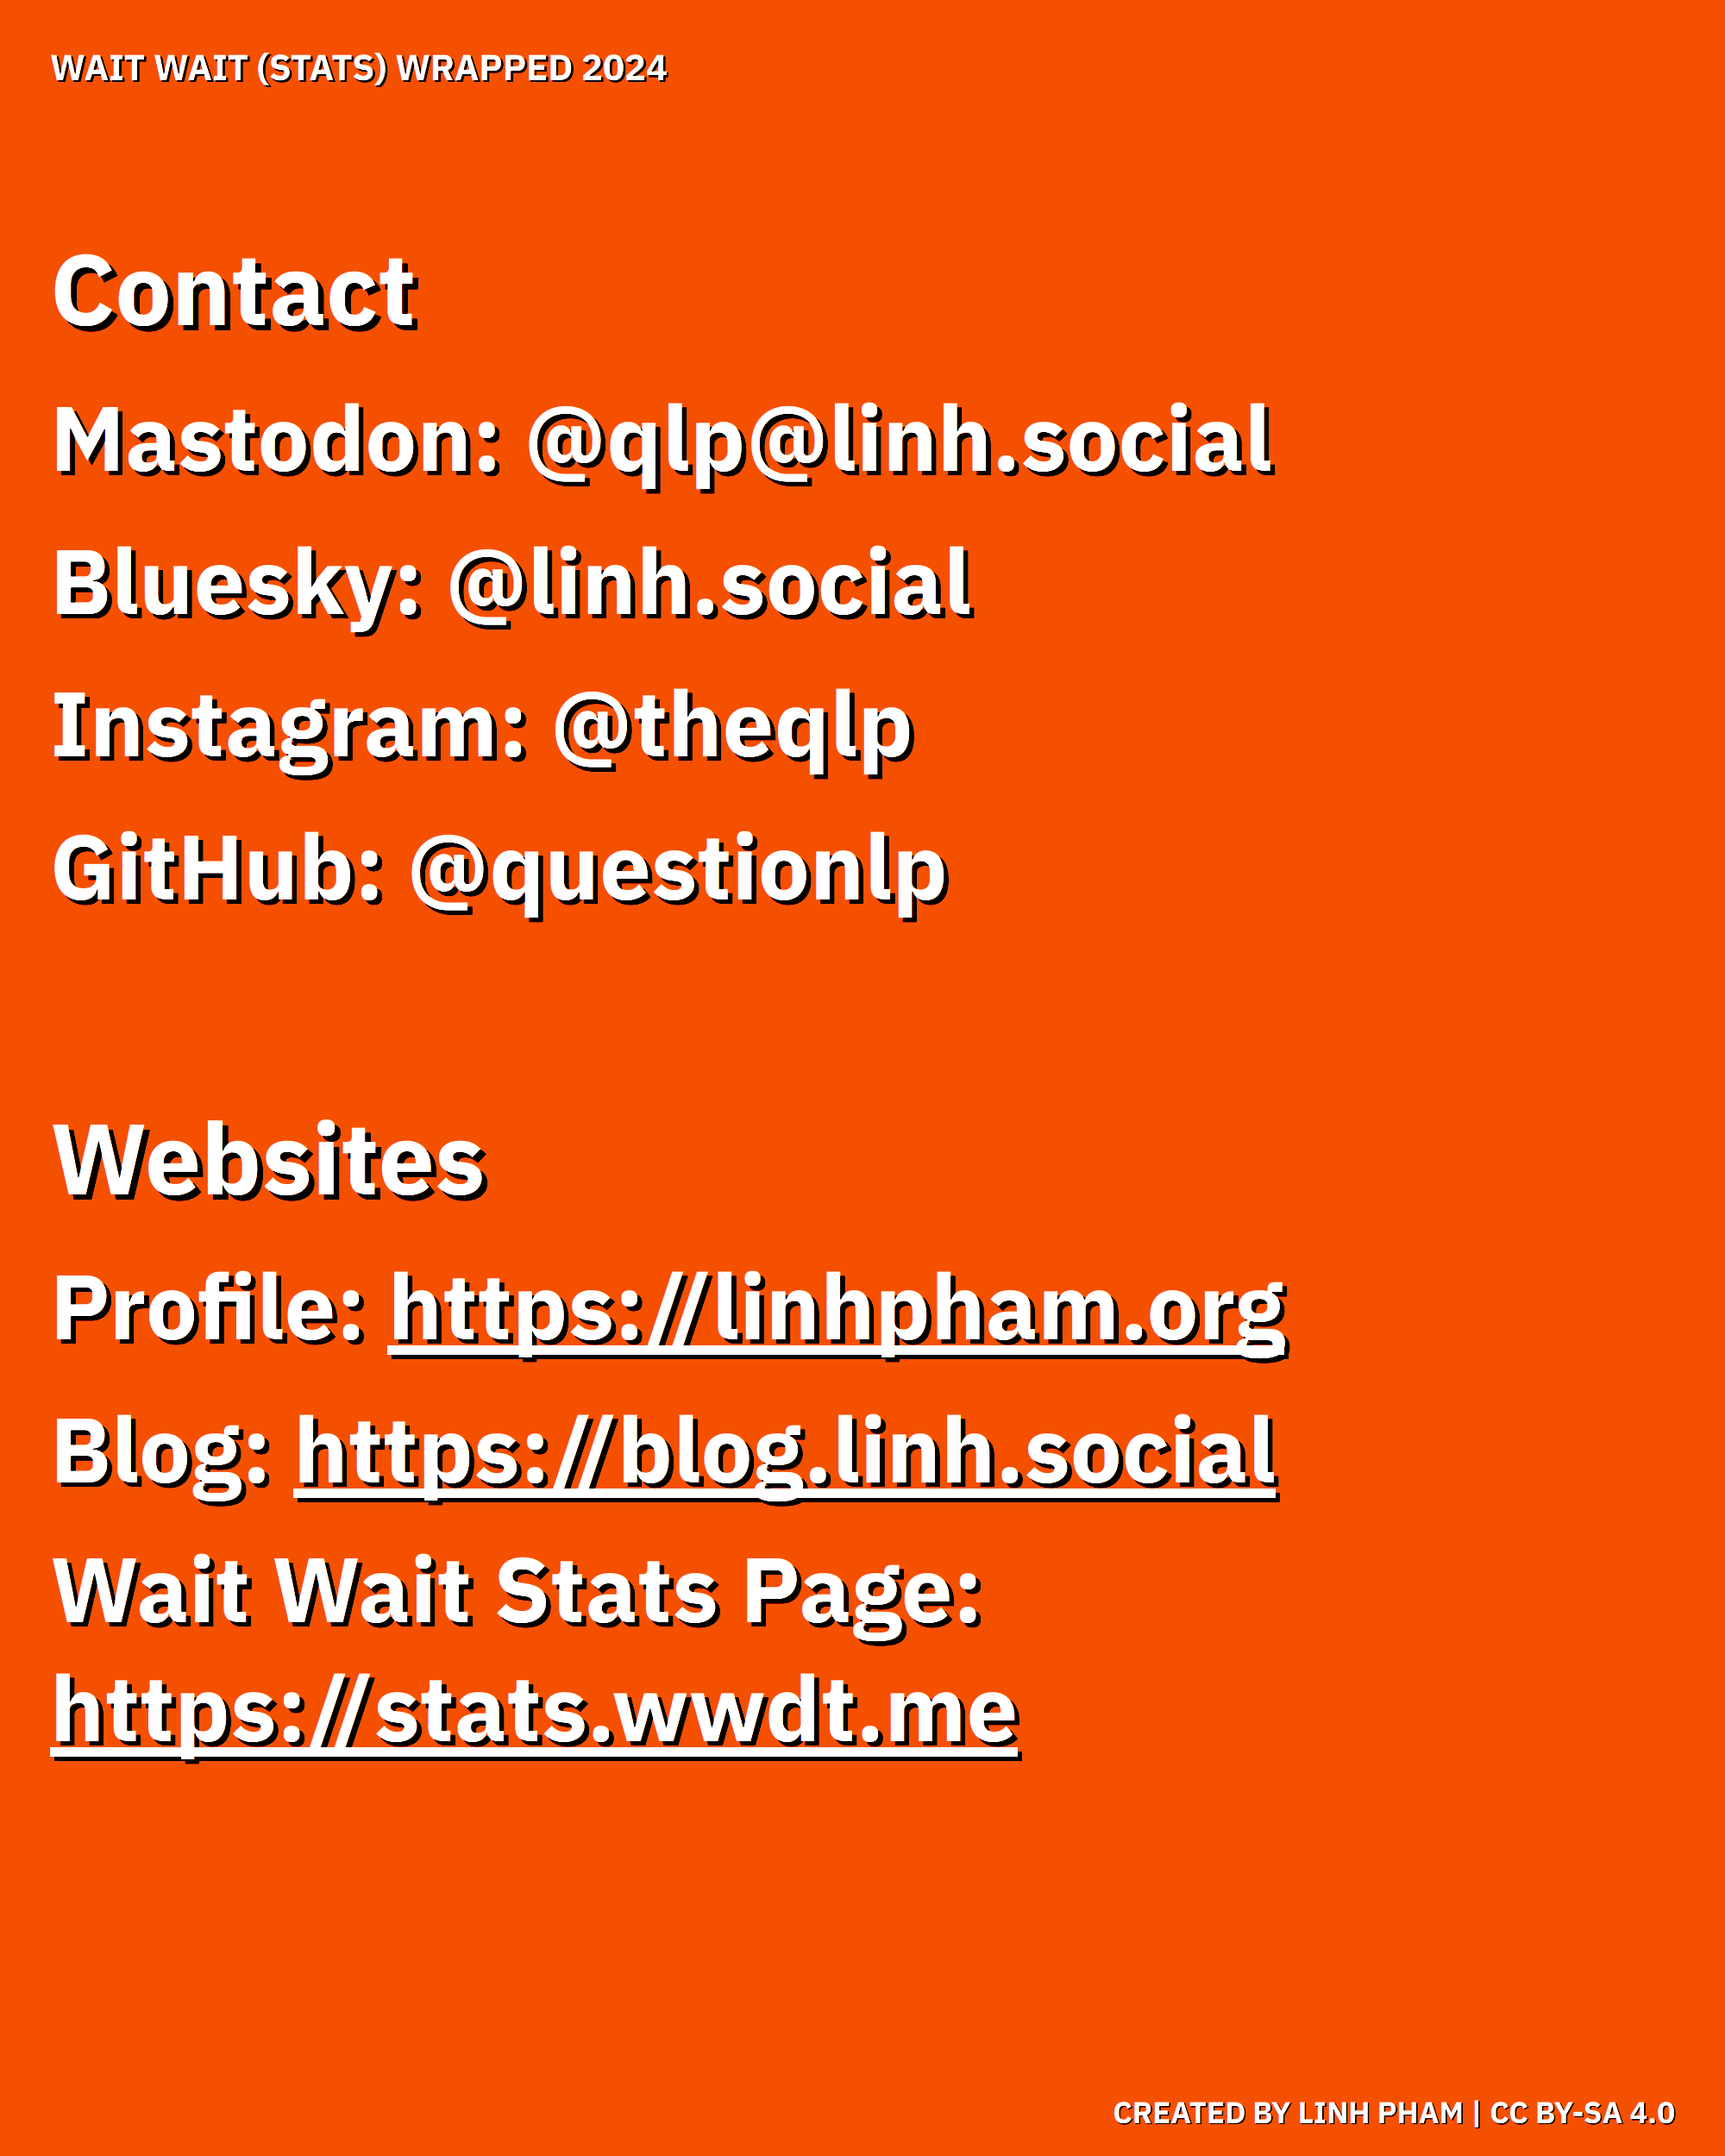 WAIT WAIT (STATS) WRAPPED 2024
Contact
Mastodon: @qlp@linh.social
Bluesky: @linh.social
Instagram: @theqlp
GitHub: @questionlp
Websites
Profile: https://linhpham.org
Blog: https://blog.linh.social
Wait Wait Stats Page:
https://stats.wwdt.me
CREATED BY LINH PHAM | CC BY-SA 4.0